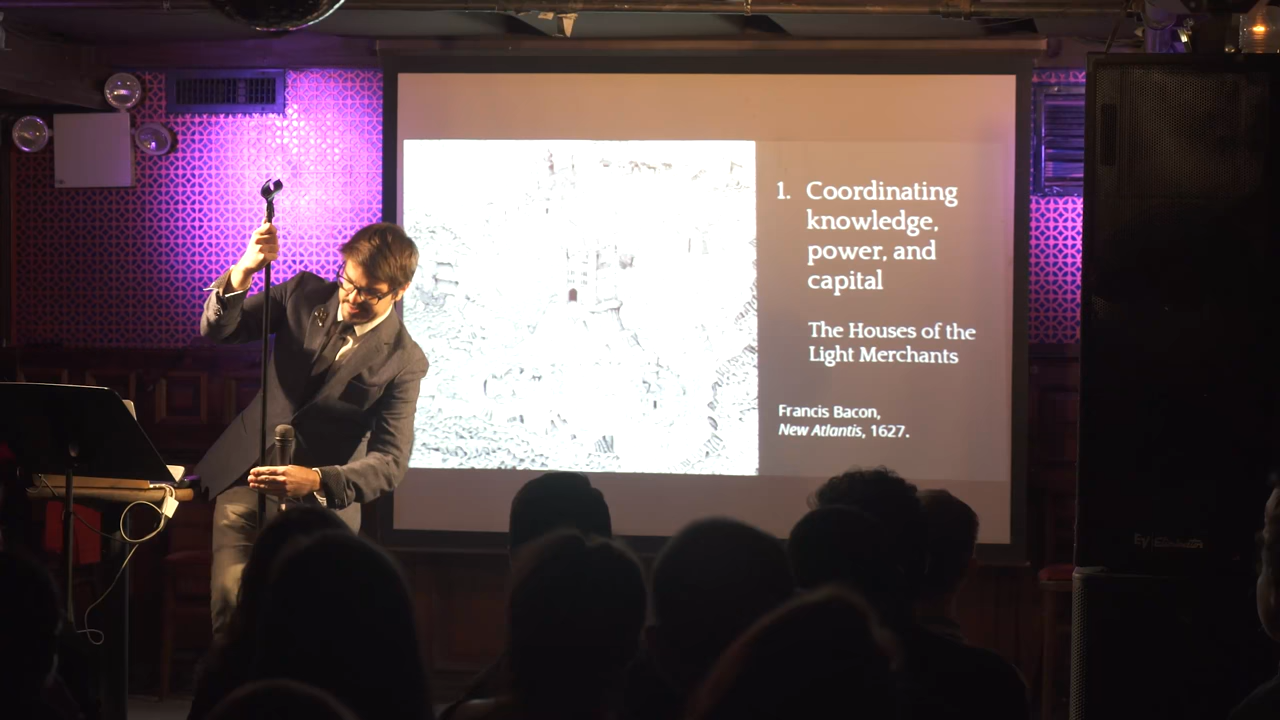 1. Coordinating
knowledge,
power, and
capital
The Houses of the
Light Merchants
Francis Bacon,
New Atlantis, 1627.